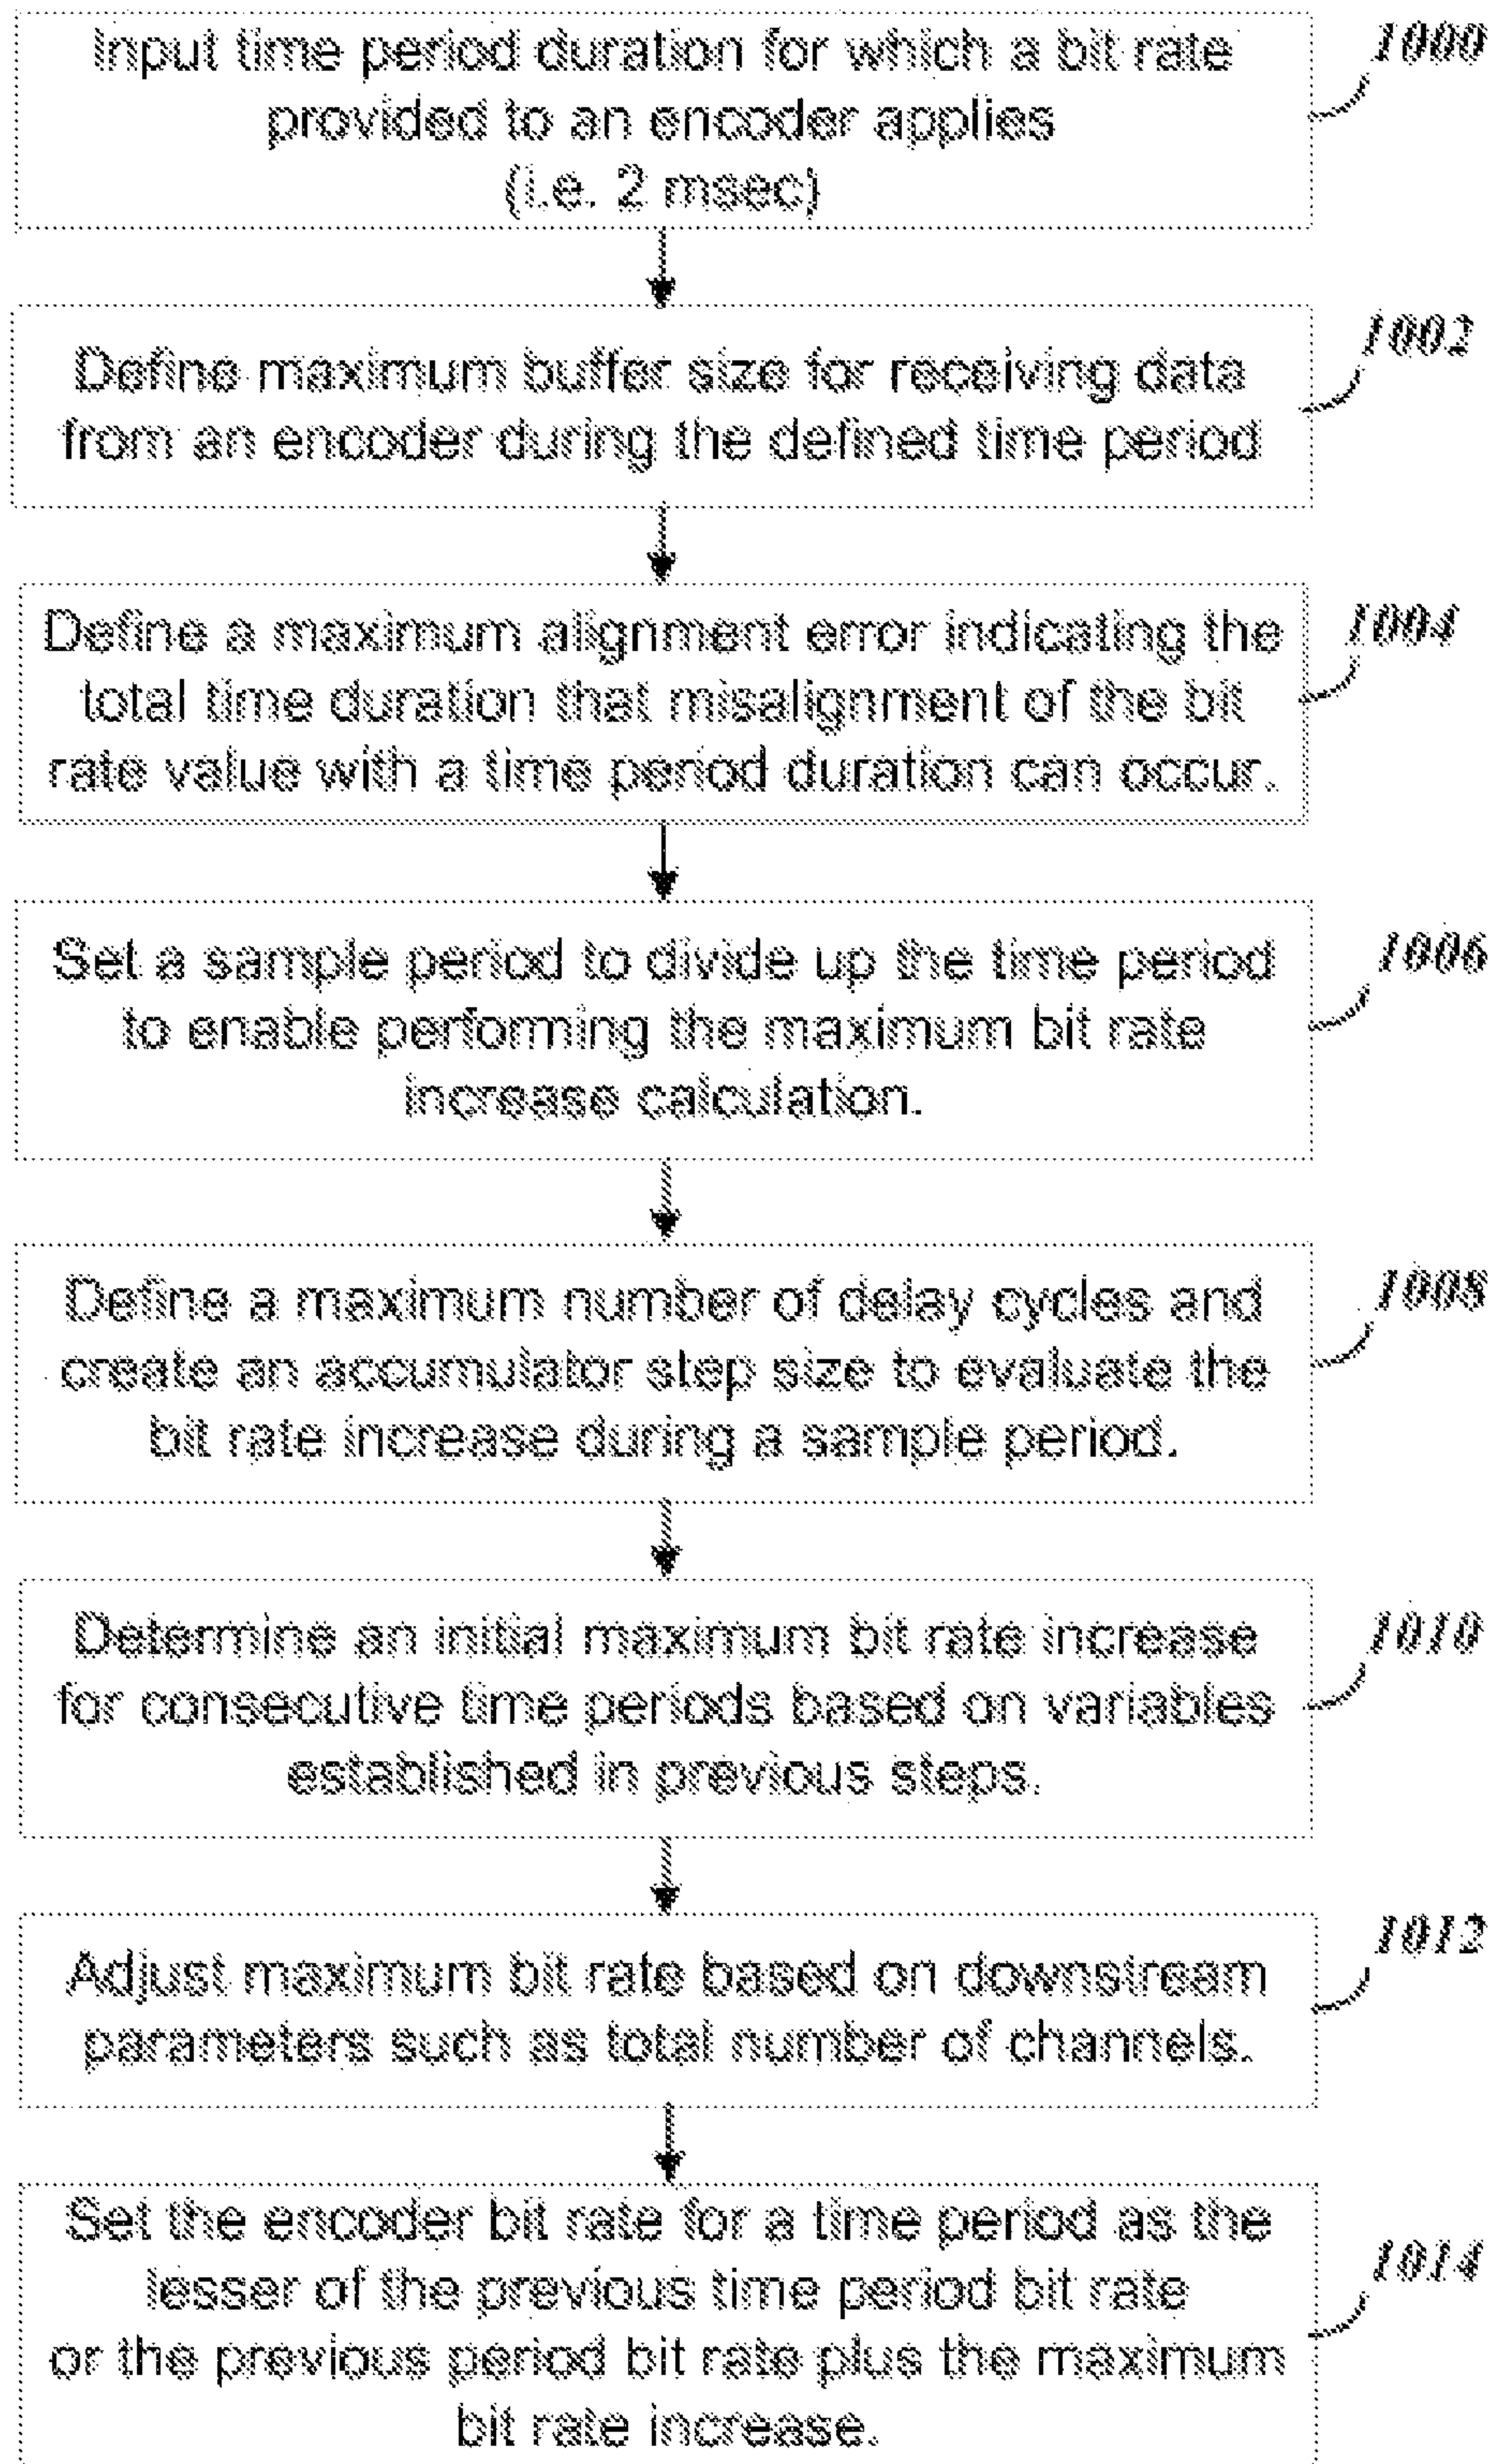 Input time period duration for which a bit rate
provided to an encoder applies
(i.e. 2 msec)
1000
Define maximum buffer size for receiving data
from an encoder during the defined time period
1002
Define a maximum alignment error indicating the
total time duration that misalignment of the bit
rate value with a time period duration can occur.
1004
Set a sample period to divide up the time period
to enable performing the maximum bit rate
increase calculation.
1006
Define a maximum number of delay cycles and
create an accumulator step size to evaluate the
bit rate increase during a sample period.
1008
Determine an initial maximum bit rate increase
for consecutive time periods based on variables
established in previous steps.
1010
Adjust maximum bit rate based on downstream
parameters such as total number of channels.
1012
Set the encoder bit rate for a time period as the
lesser of the previous time period bit rate
or the previous period bit rate plus the maximum
bit rate increase.
1014